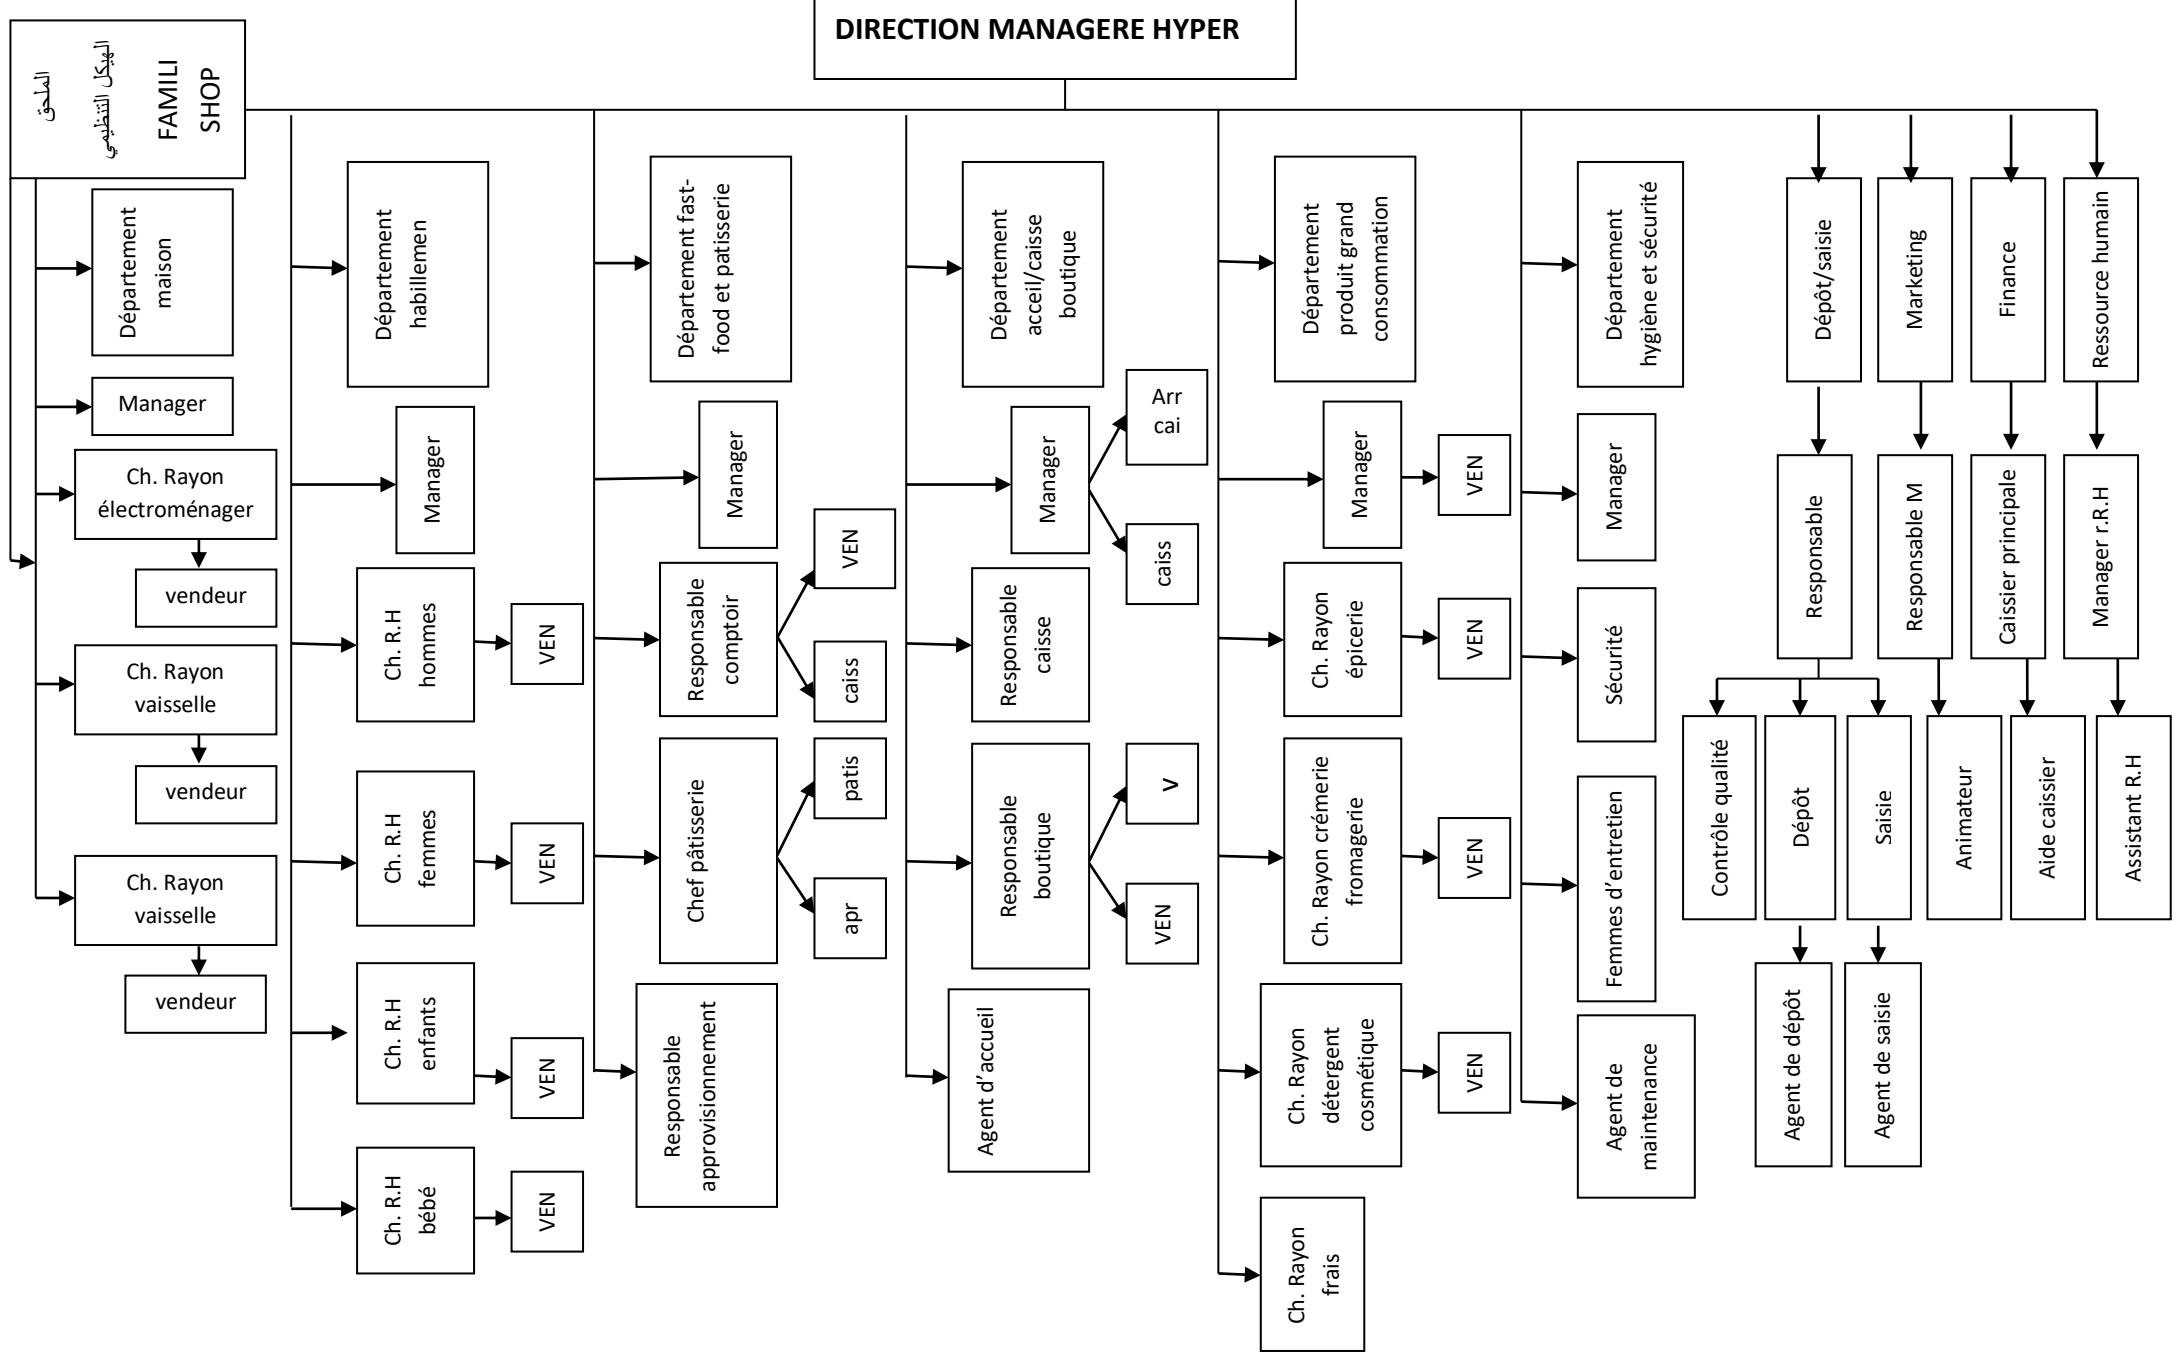 DIRECTION MANAGERE HYPER
الملحق
الهيكل التنظيمي
FAMILI
SHOP
Département
maison
Manager
Ch. Rayon
électroménager
vendeur
Ch. Rayon
vaisselle
vendeur
Ch. Rayon
vaisselle
vendeur
Département
habillemen
Manager
Ch. R.H
hommes
VEN
Ch. R.H
femmes
VEN
Ch. R.H
enfants
VEN
Ch. R.H
bébé
VEN
Département fast-
food et patisserie
Manager
Responsable
comptoir
VEN
caiss
Chef pâtisserie
patis
apr
Responsable
approvisionnement
Département
acceil/caisse
boutique
Manager
Arr
cai
caiss
Responsable
caisse
Responsable
boutique
V
VEN
Agent d'accueil
Département
produit grand
consommation
Manager
VEN
Ch. Rayon
épicerie
VEN
Ch. Rayon crémerie
fromagerie
VEN
Ch. Rayon
détergent
cosmétique
VEN
Ch. Rayon
frais
Département
hygiène et sécurité
Manager
Sécurité
Femmes d'entretien
Agent de
maintenance
Dépôt/saisie
Responsable
Contrôle qualité
Dépôt
Saisie
Agent de dépôt
Agent de saisie
Marketing
Responsable M
Animateur
Finance
Caissier principale
Aide caissier
Ressource humain
Manager r.R.H
Assistant R.H